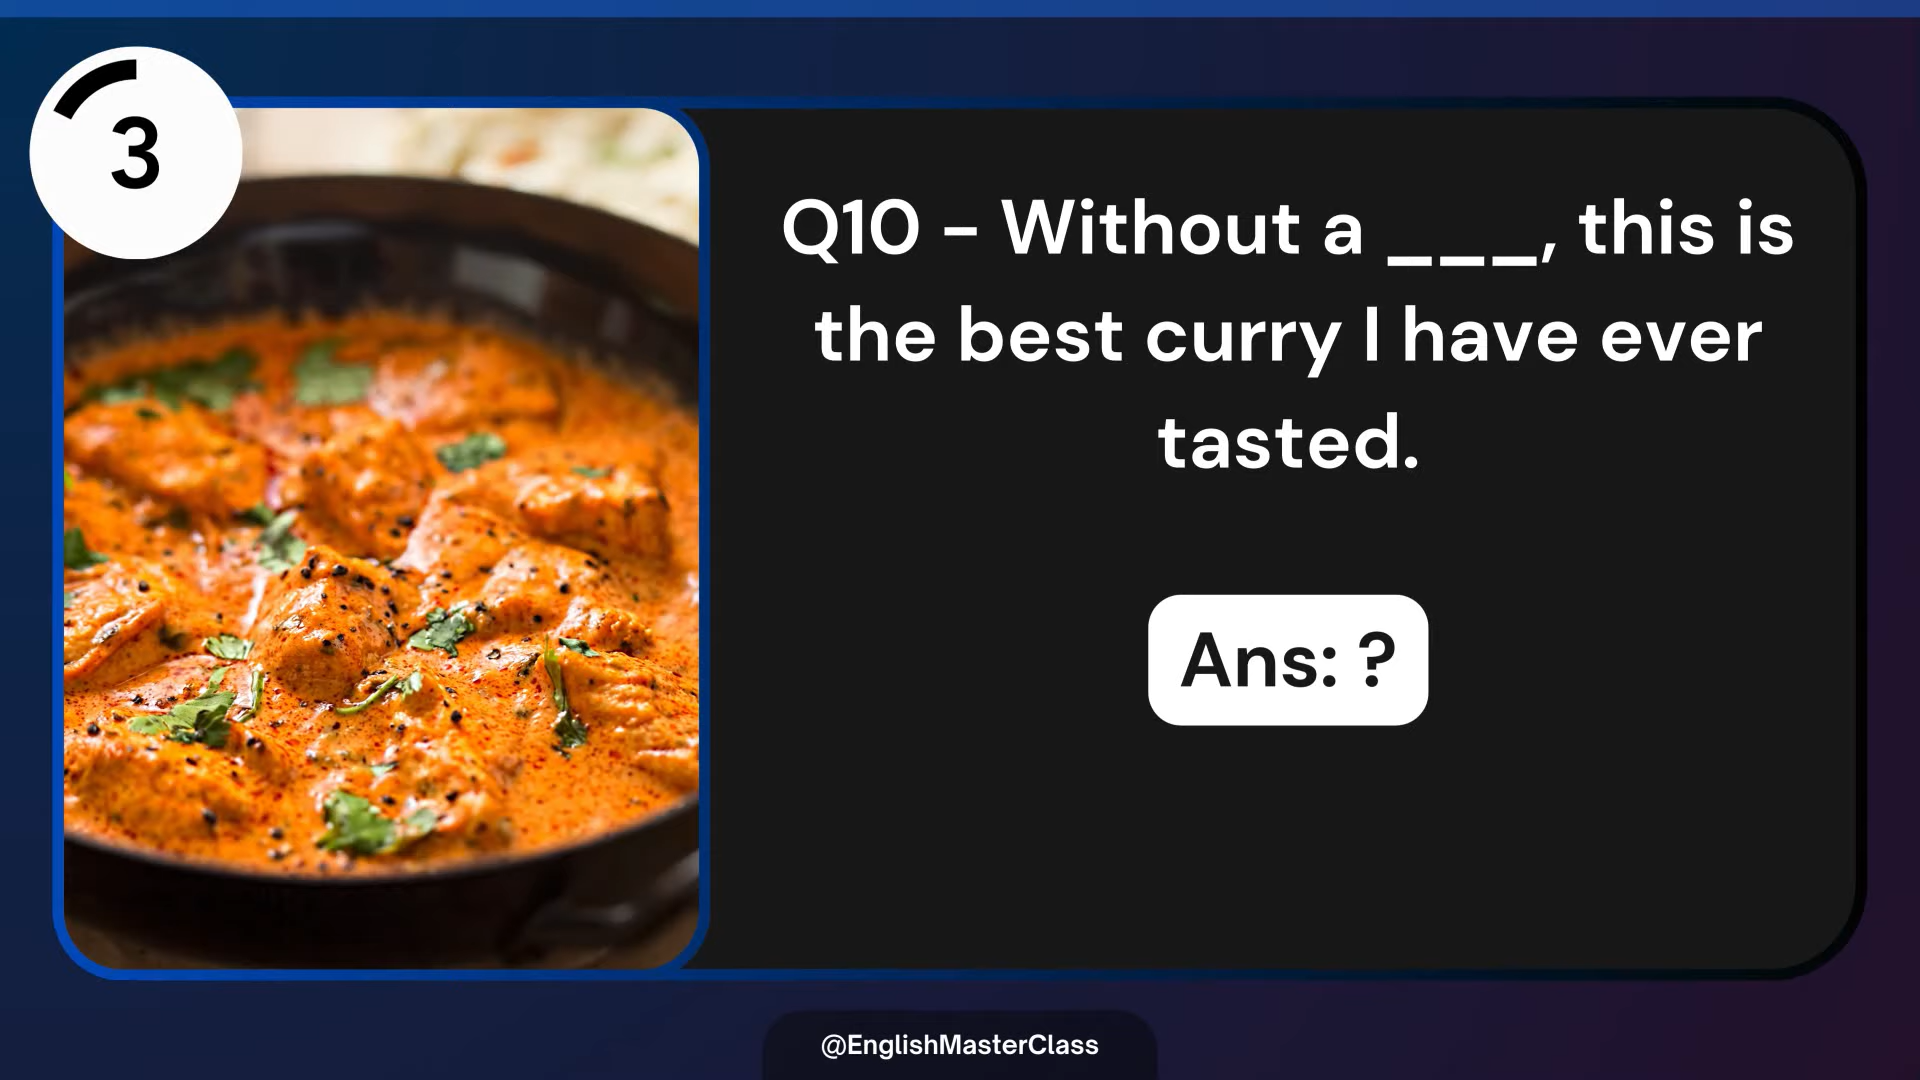 3
Q10 - Without a ___, this is
the best curry I have ever
tasted.
Ans: ?
@EnglishMasterClass